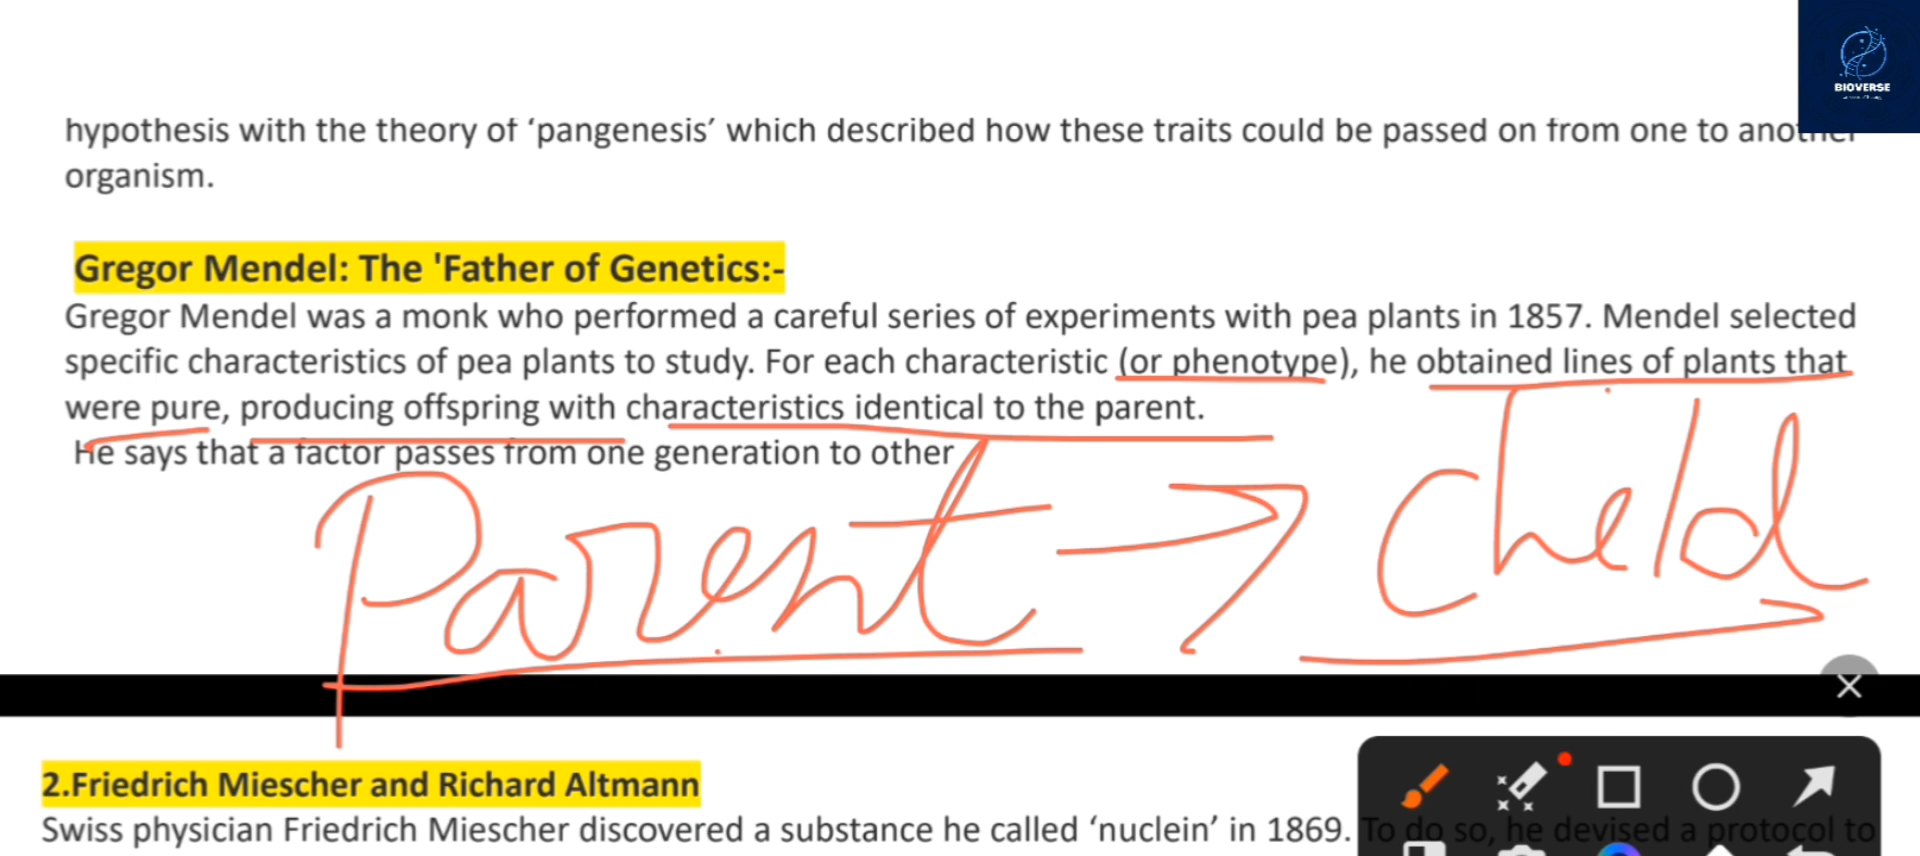 BIOVERSE
hypothesis with the theory of ‘pangenesis’ which described how these traits could be passed on from one to another
organism.
Gregor Mendel: The 'Father of Genetics:-
Gregor Mendel was a monk who performed a careful series of experiments with pea plants in 1857. Mendel selected
specific characteristics of pea plants to study. For each characteristic (or phenotype), he obtained lines of plants that
were pure, producing offspring with characteristics identical to the parent.
He says that a factor passes from one generation to other
Parent → Child
2.Friedrich Miescher and Richard Altmann
Swiss physician Friedrich Miescher discovered a substance he called ‘nuclein’ in 1869. To do so, he devised a protocol to